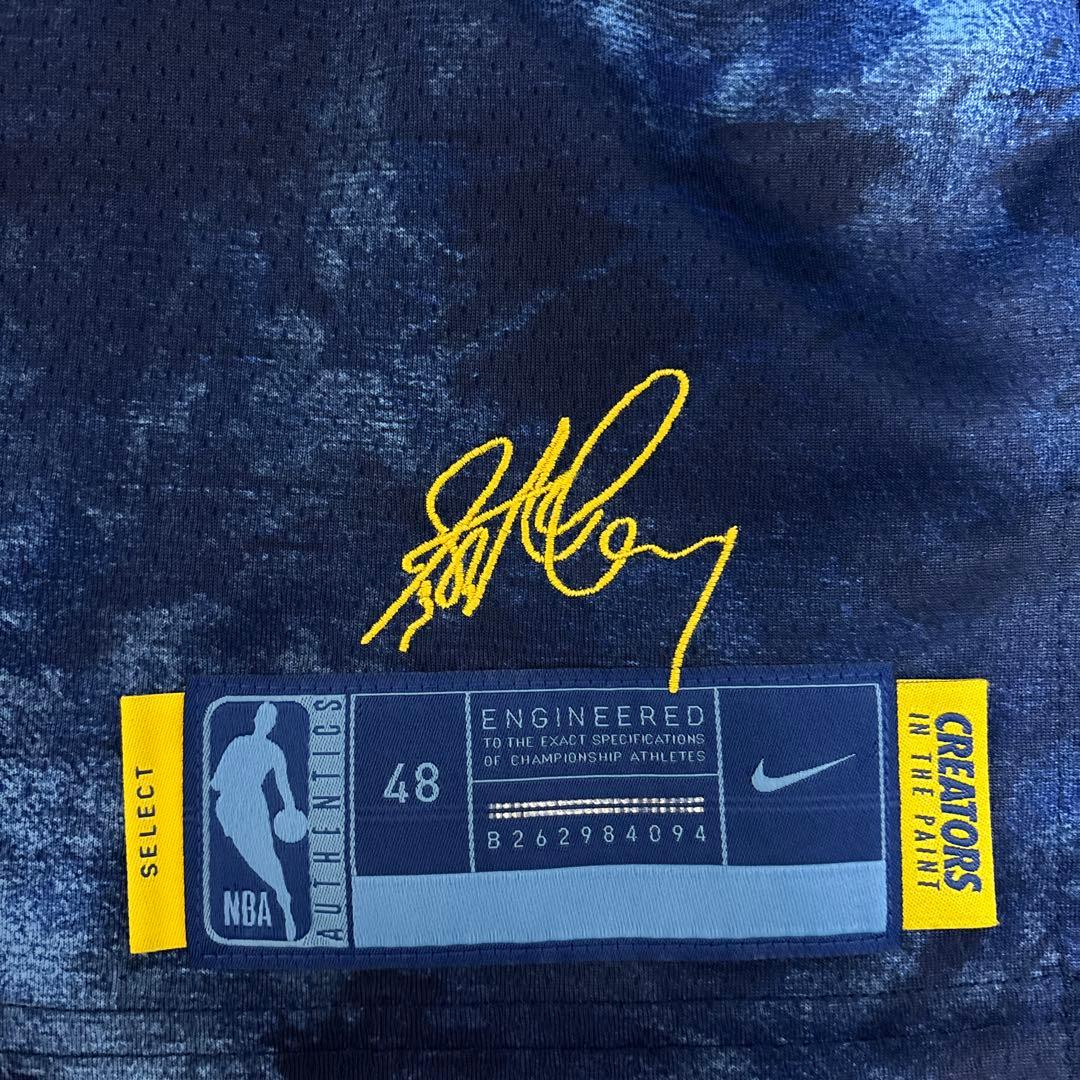 SELECT
NBA
AUTHENTICS
48
ENGINEERED
TO THE EXACT SPECIFICATIONS
OF CHAMPIONSHIP ATHLETES
B262984094
CREATORS
IN THE PAINT